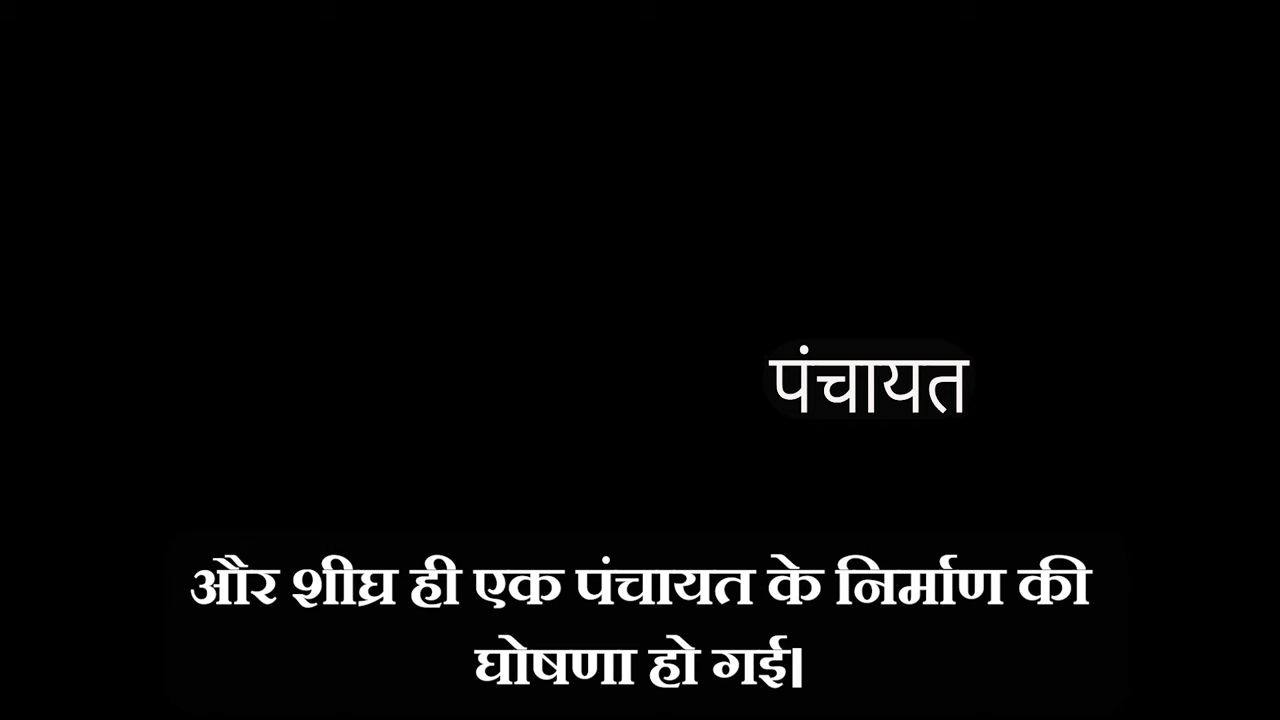 पंचायत
और शीघ्र ही एक पंचायत के निर्माण की
घोषणा हो गई।